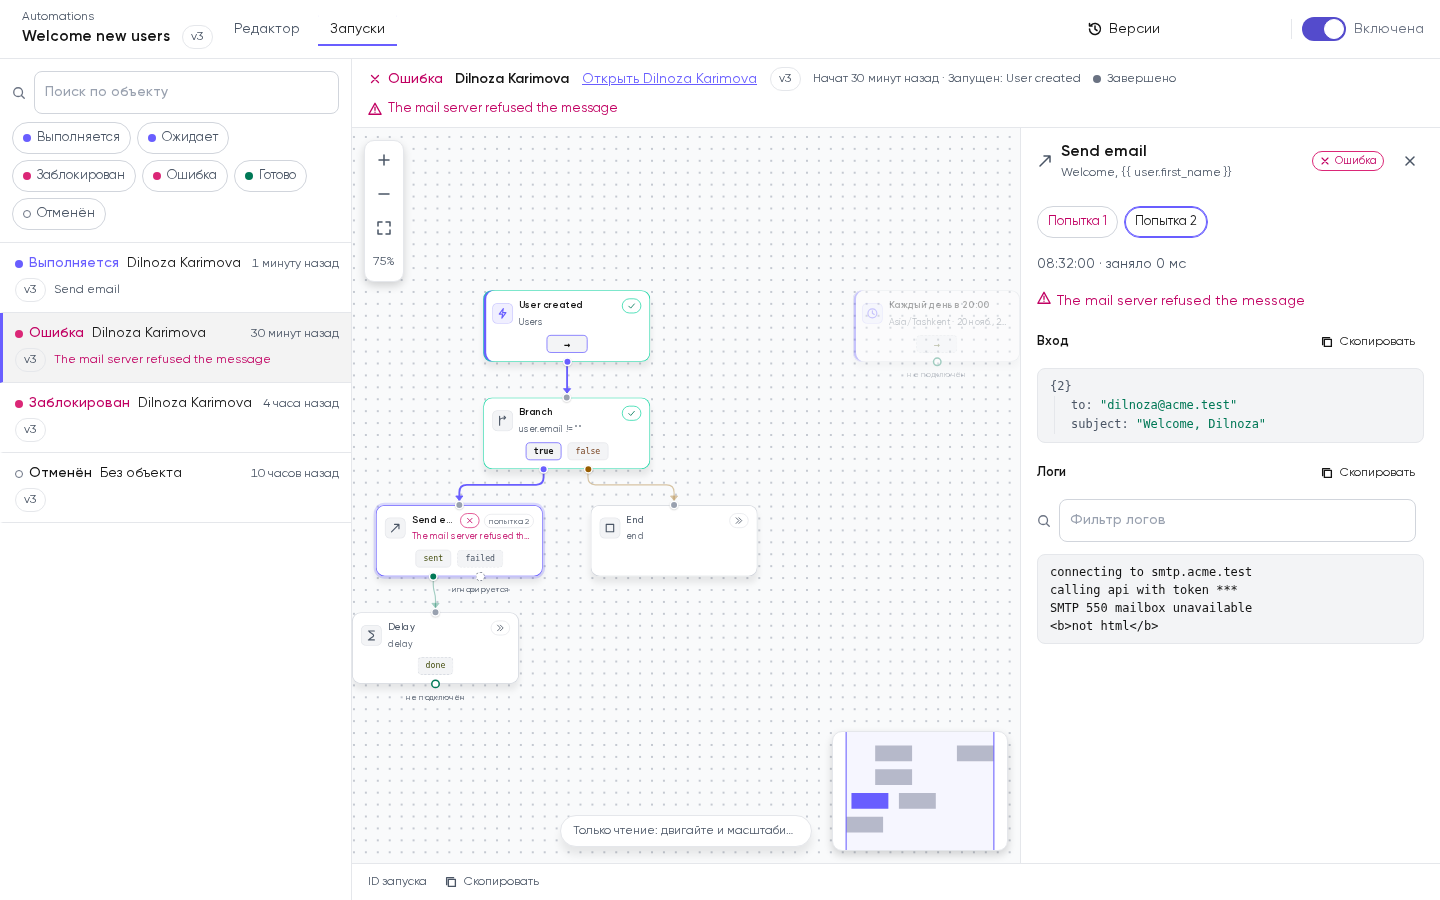 Automations
Welcome new users v3 Редактор Запуски Версии Включена
Поиск по объекту
Выполняется Ожидает
Заблокирован Ошибка Готово
Отменён
Выполняется Dilnoza Karimova 1 минуту назад
v3 Send email
Ошибка Dilnoza Karimova 30 минут назад
v3 The mail server refused the message
Заблокирован Dilnoza Karimova 4 часа назад
v3
Отменён Без объекта 10 часов назад
v3
Ошибка Dilnoza Karimova Открыть Dilnoza Karimova v3 Начат 30 минут назад · Запущен: User created Завершено
The mail server refused the message
75%
User created
Users
→
Каждый день в 20:00
Asia/Tashkent · 20 нояб., 2...
→
не подключён
Branch
user.email != ""
true false
Send e... попытка 2
The mail server refused th...
sent failed
игнорируется
End
end
Delay
delay
done
не подключён
Только чтение: двигайте и масштаби...
Send email
Welcome, {{ user.first_name }}
Ошибка
Попытка 1 Попытка 2
08:32:00 · заняло 0 мс
The mail server refused the message
Вход Скопировать
{2}
to: "dilnoza@acme.test"
subject: "Welcome, Dilnoza"
Логи Скопировать
Фильтр логов
connecting to smtp.acme.test
calling api with token ***
SMTP 550 mailbox unavailable
<b>not html</b>
ID запуска Скопировать